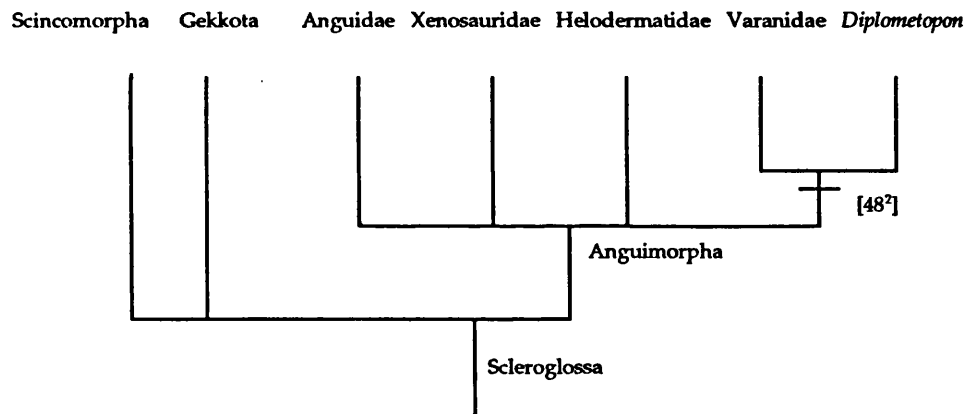 Scincomorpha Gekkota Anguidae Xenosauridae Helodermatidae Varanidae Diplometopon
[48²]
Anguimorpha
Scleroglossa